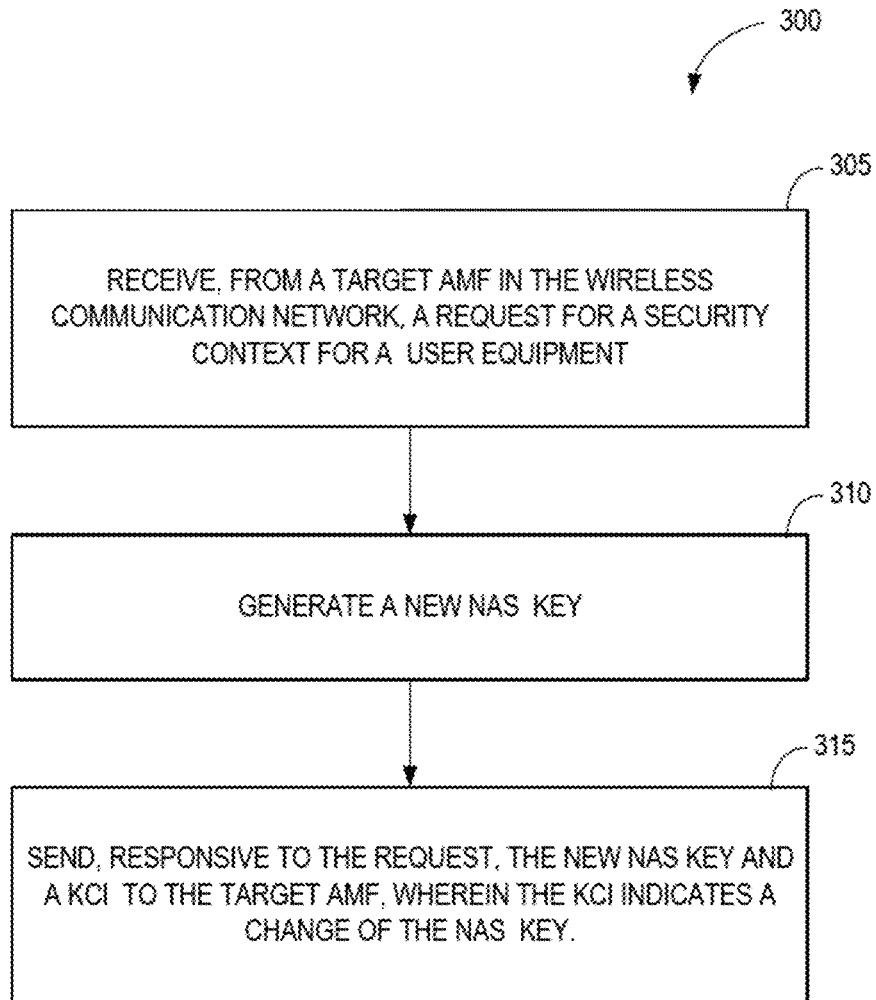 300
305
RECEIVE, FROM A TARGET AMF IN THE WIRELESS
COMMUNICATION NETWORK, A REQUEST FOR A SECURITY
CONTEXT FOR A USER EQUIPMENT
310
GENERATE A NEW NAS KEY
315
SEND, RESPONSIVE TO THE REQUEST, THE NEW NAS KEY AND
A KCI TO THE TARGET AMF, WHEREIN THE KCI INDICATES A
CHANGE OF THE NAS KEY.